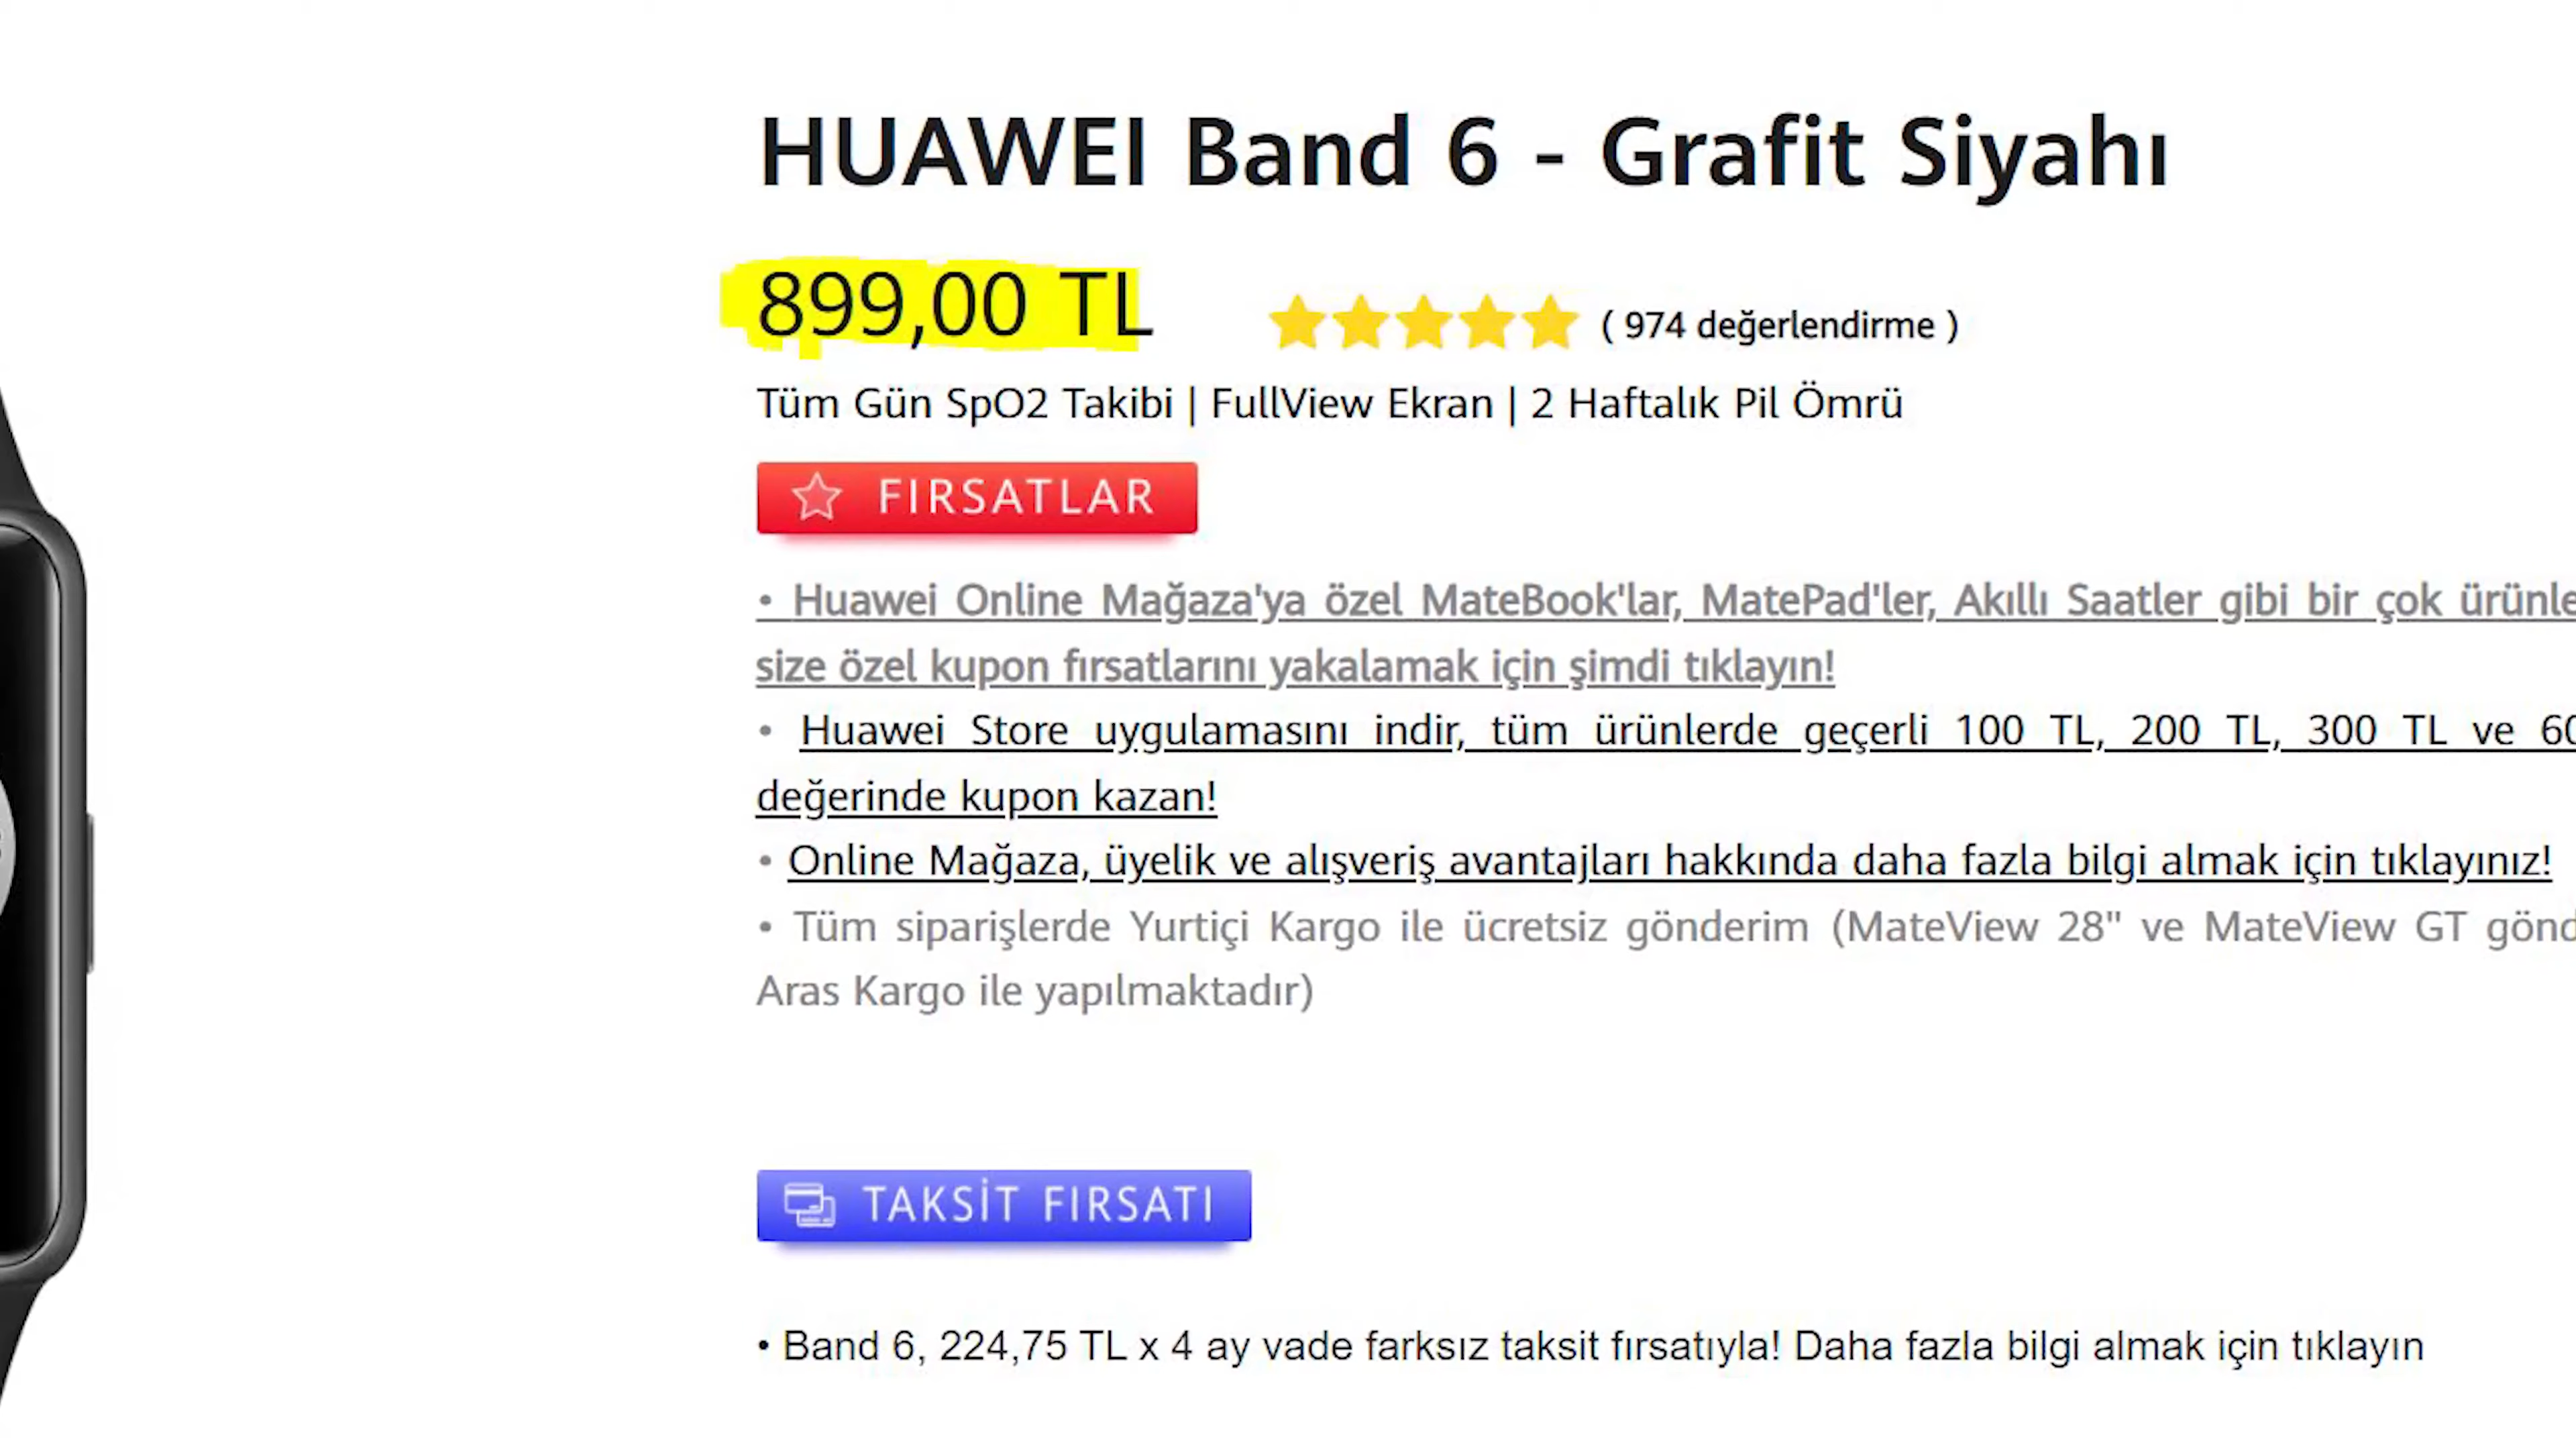 HUAWEI Band 6 - Grafit Siyahı
899,00 TL ( 974 değerlendirme )
Tüm Gün SpO2 Takibi | FullView Ekran | 2 Haftalık Pil Ömrü
FIRSATLAR
• Huawei Online Mağaza'ya özel MateBook'lar, MatePad'ler, Akıllı Saatler gibi bir çok
size özel kupon fırsatlarını yakalamak için şimdi tıklayın!
• Huawei Store uygulamasını indir, tüm ürünlerde geçerli 100 TL, 200 TL, 300 TL ve
değerinde kupon kazan!
• Online Mağaza, üyelik ve alışveriş avantajları hakkında daha fazla bilgi almak için tıklayınız!
• Tüm siparişlerde Yurtiçi Kargo ile ücretsiz gönderim (MateView 28" ve MateView GT
Aras Kargo ile yapılmaktadır)
TAKSİT FIRSATI
• Band 6, 224,75 TL x 4 ay vade farksız taksit fırsatıyla! Daha fazla bilgi almak için tıklayın